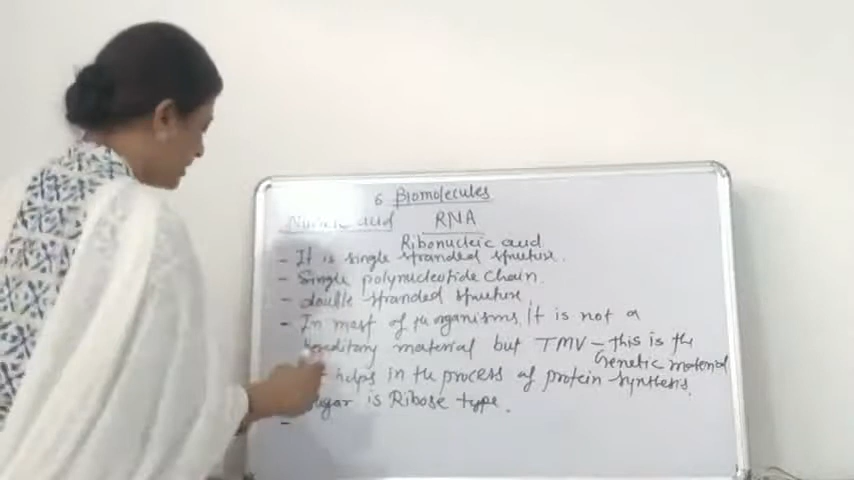 6 Biomolecules
Nucleic acid RNA
Ribonucleic acid
- It is single stranded structure.
- Single polynucleotide chain.
- double stranded structure.
- In most of the organisms, It is not a
hereditary material but TMV - this is the
Genetic material
helps in the process of protein synthesis.
Sugar is Ribose type.
-